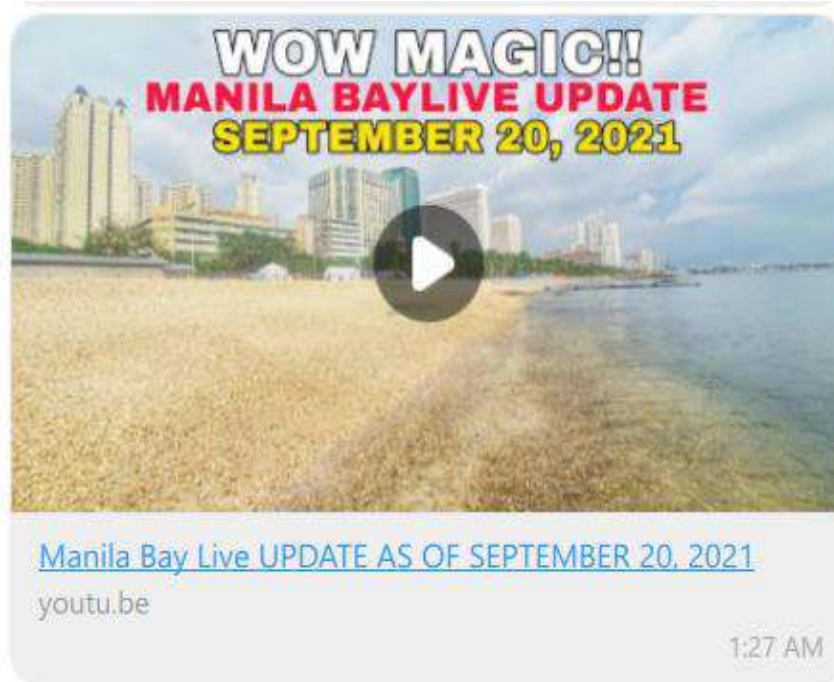 WOW MAGIC!!
MANILA BAYLIVE UPDATE
SEPTEMBER 20, 2021
Manila Bay Live UPDATE AS OF SEPTEMBER 20, 2021
youtu.be
1:27 AM